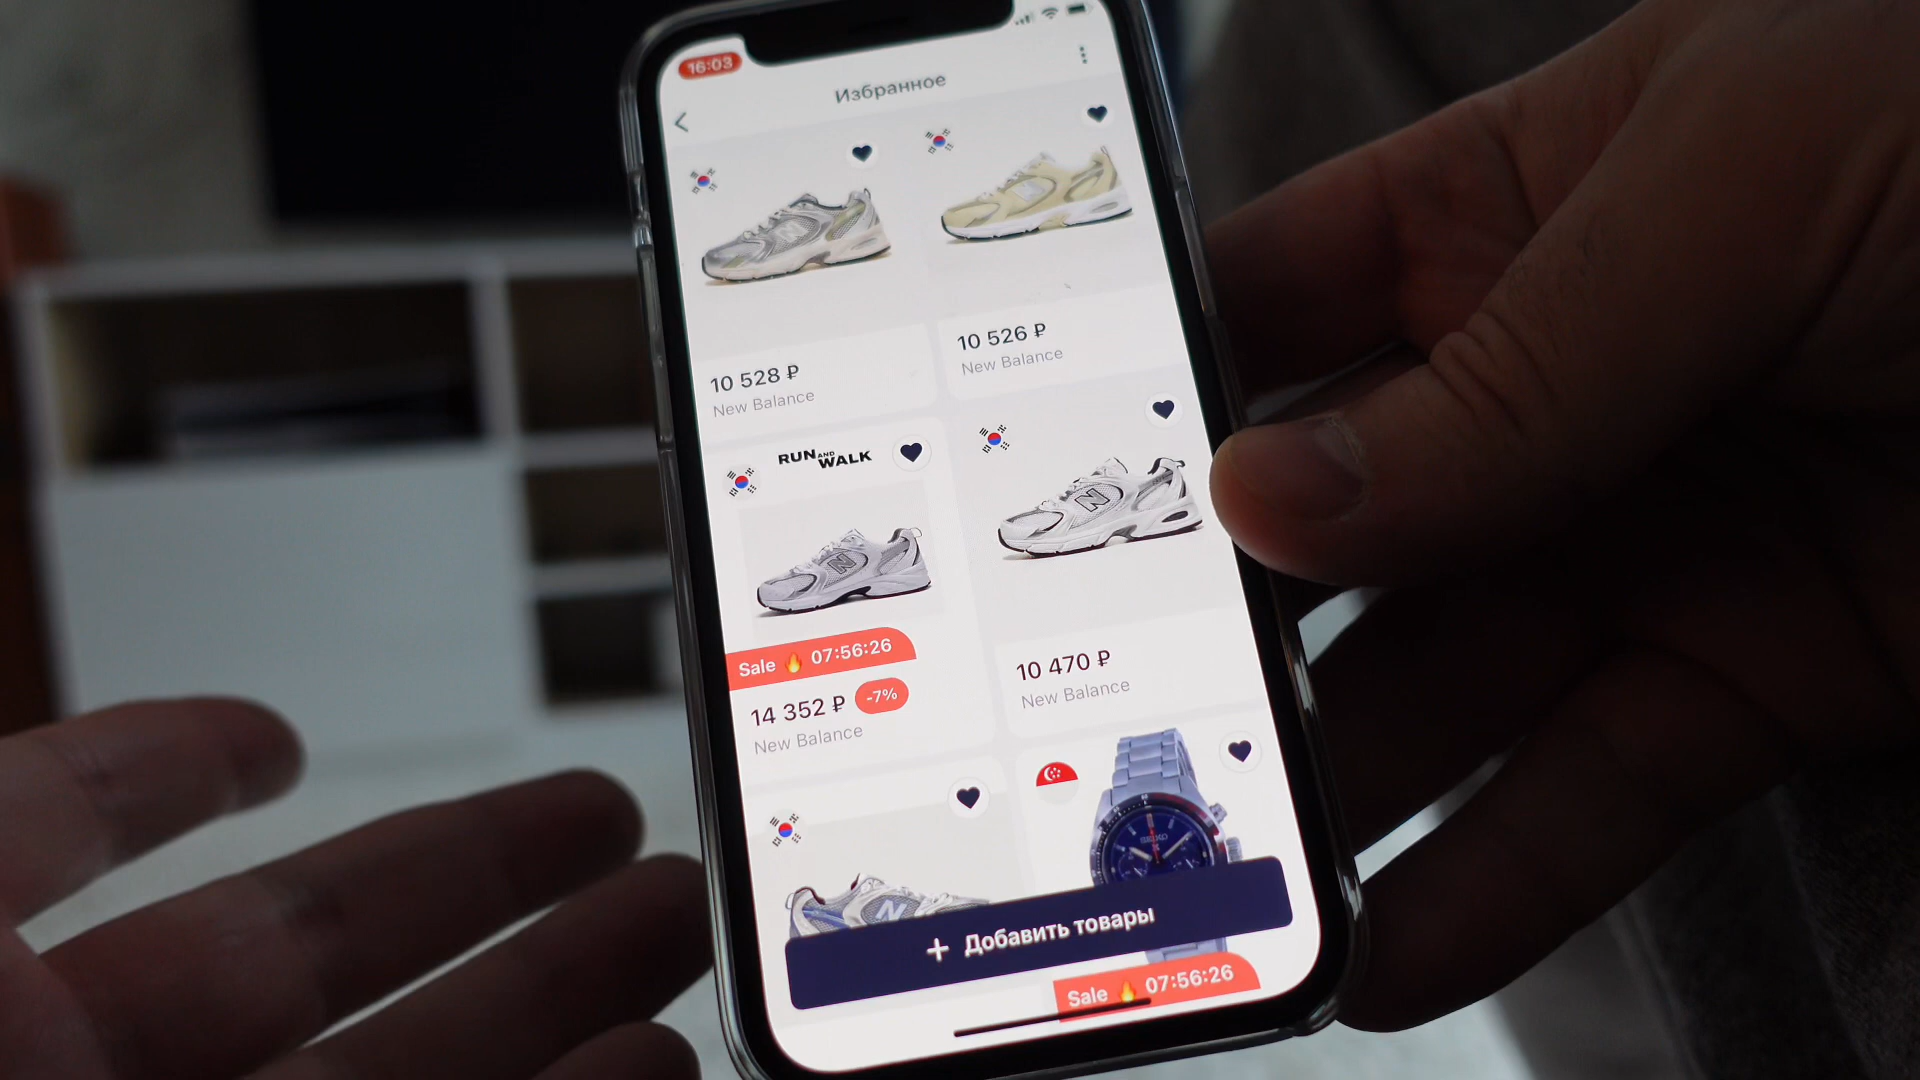 16:03
Избранное
10 528 ₽
New Balance
10 526 ₽
New Balance
RUN AND WALK
Sale 🔥 07:56:26
14 352 ₽ -7%
New Balance
10 470 ₽
New Balance
SEIKO
+ Добавить товары
Sale 🔥 07:56:26